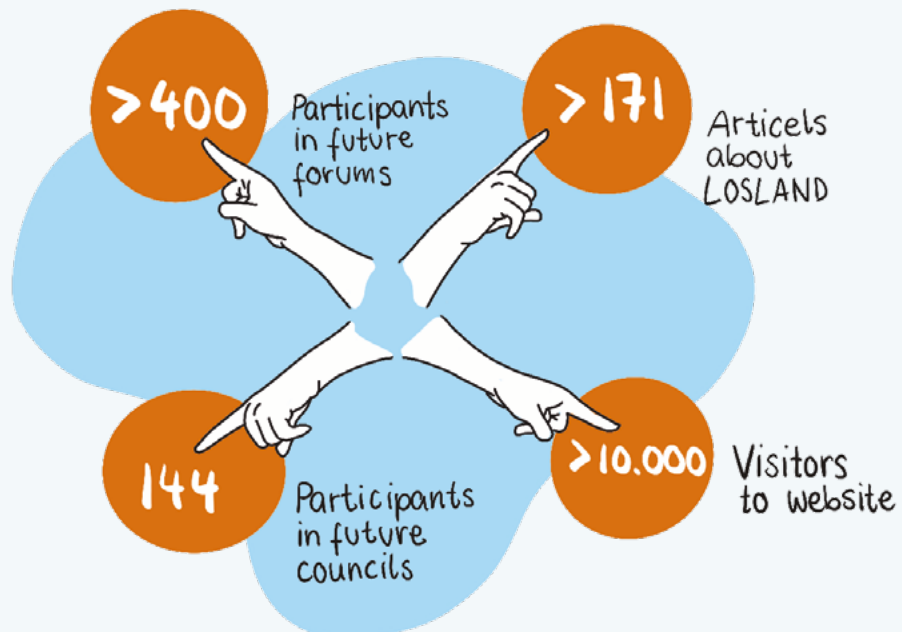 >400
Participants
in future
forums
>171
Articels
about
LOSLAND
144
Participants
in future
councils
>10.000
Visitors
to website